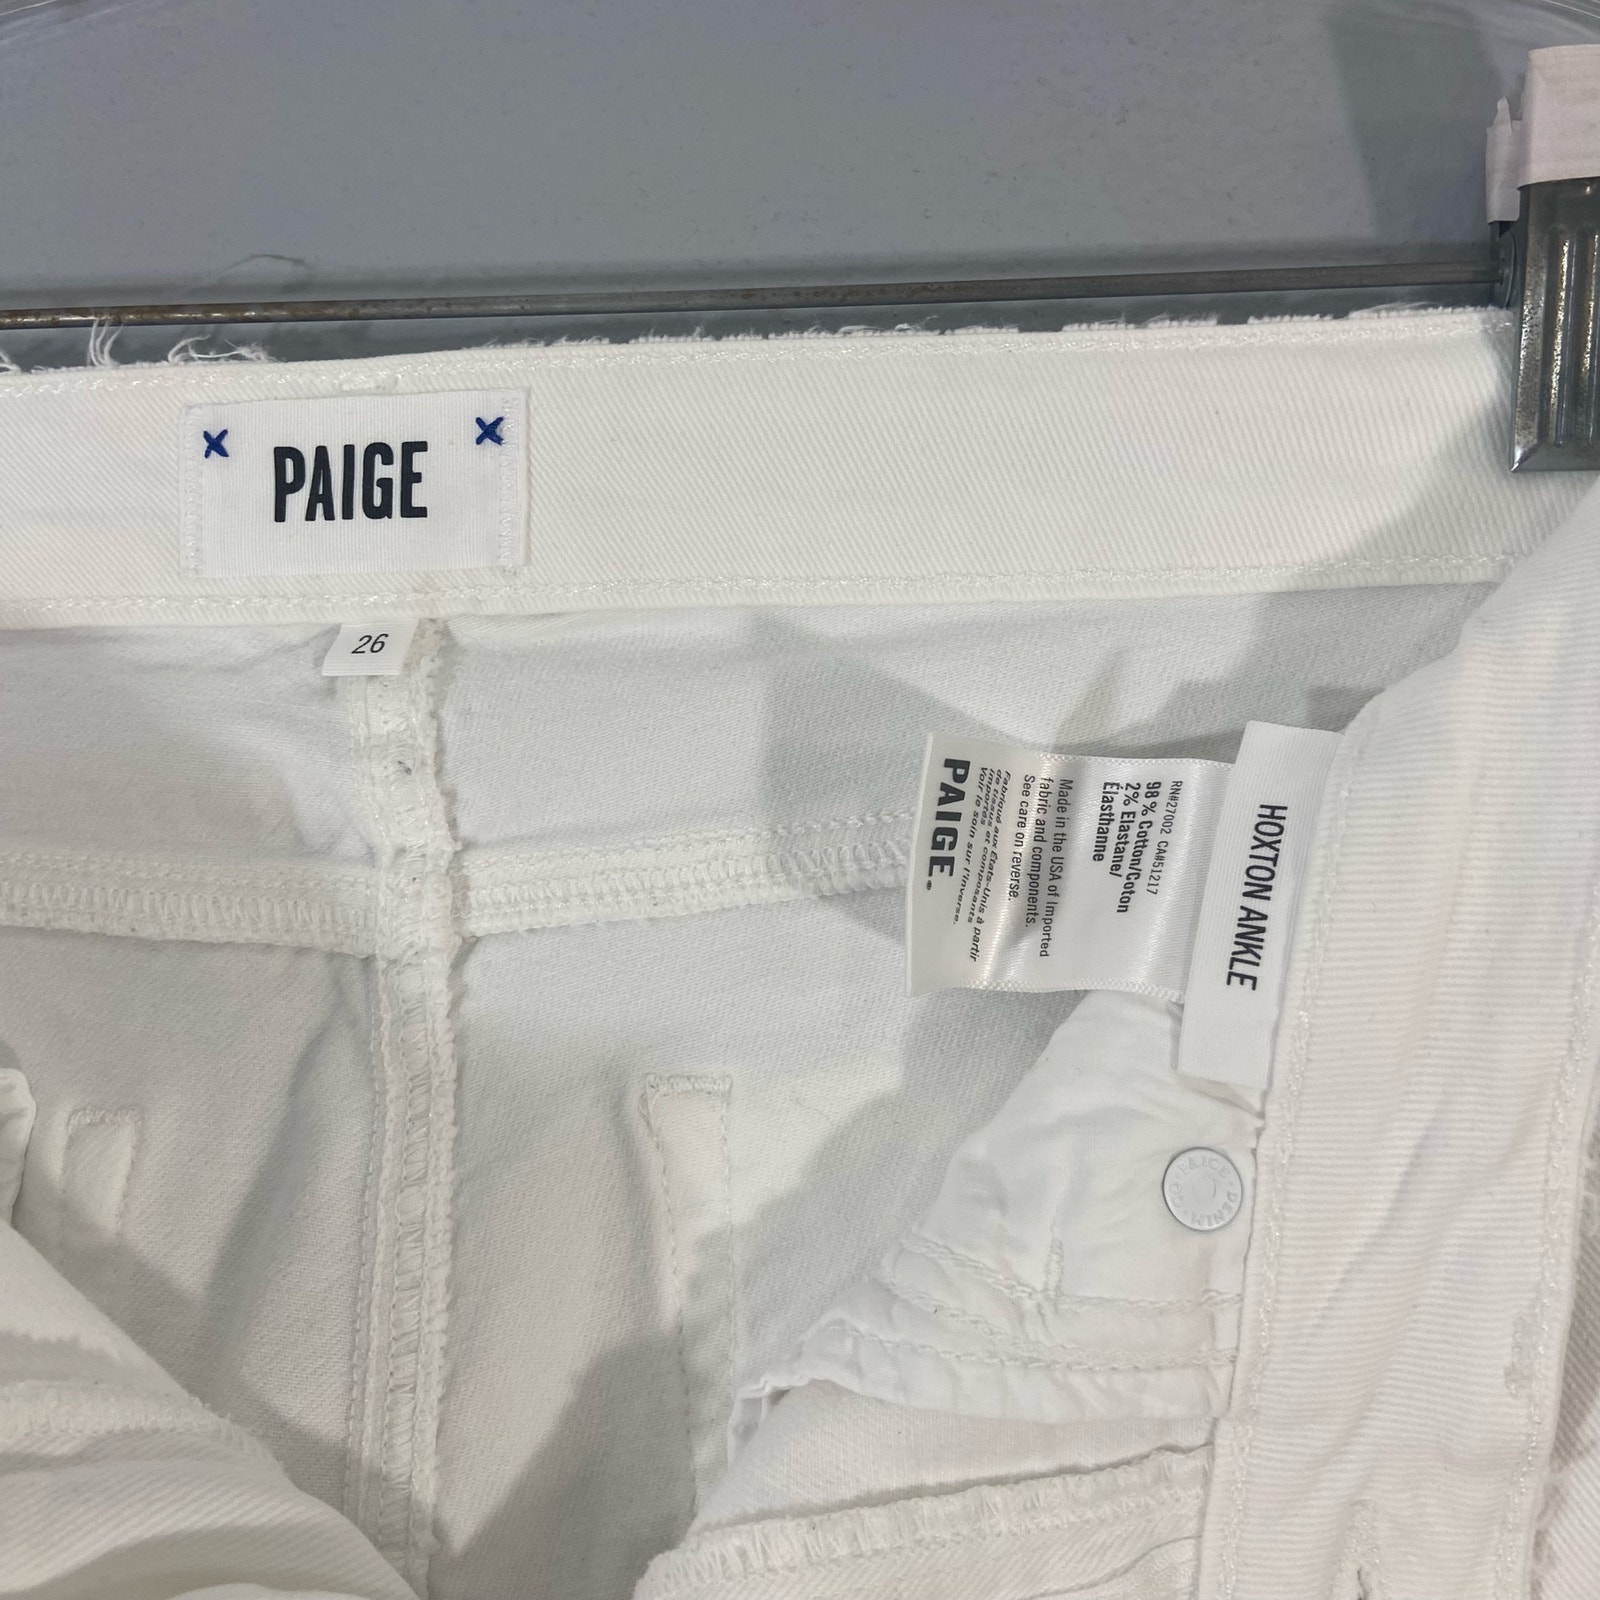 PAIGE
26
HOXTON ANKLE
RN#27002 CA#51217
98% Cotton/Coton
2% Elastane/
Élasthanne
Made in the USA of Imported
fabric and components.
See care on reverse.
Fabriqué aux États-Unis à partir
de tissus et composants
importés.
Voir le soin sur l'inverse.
PAIGE.
PAIGE DENIM